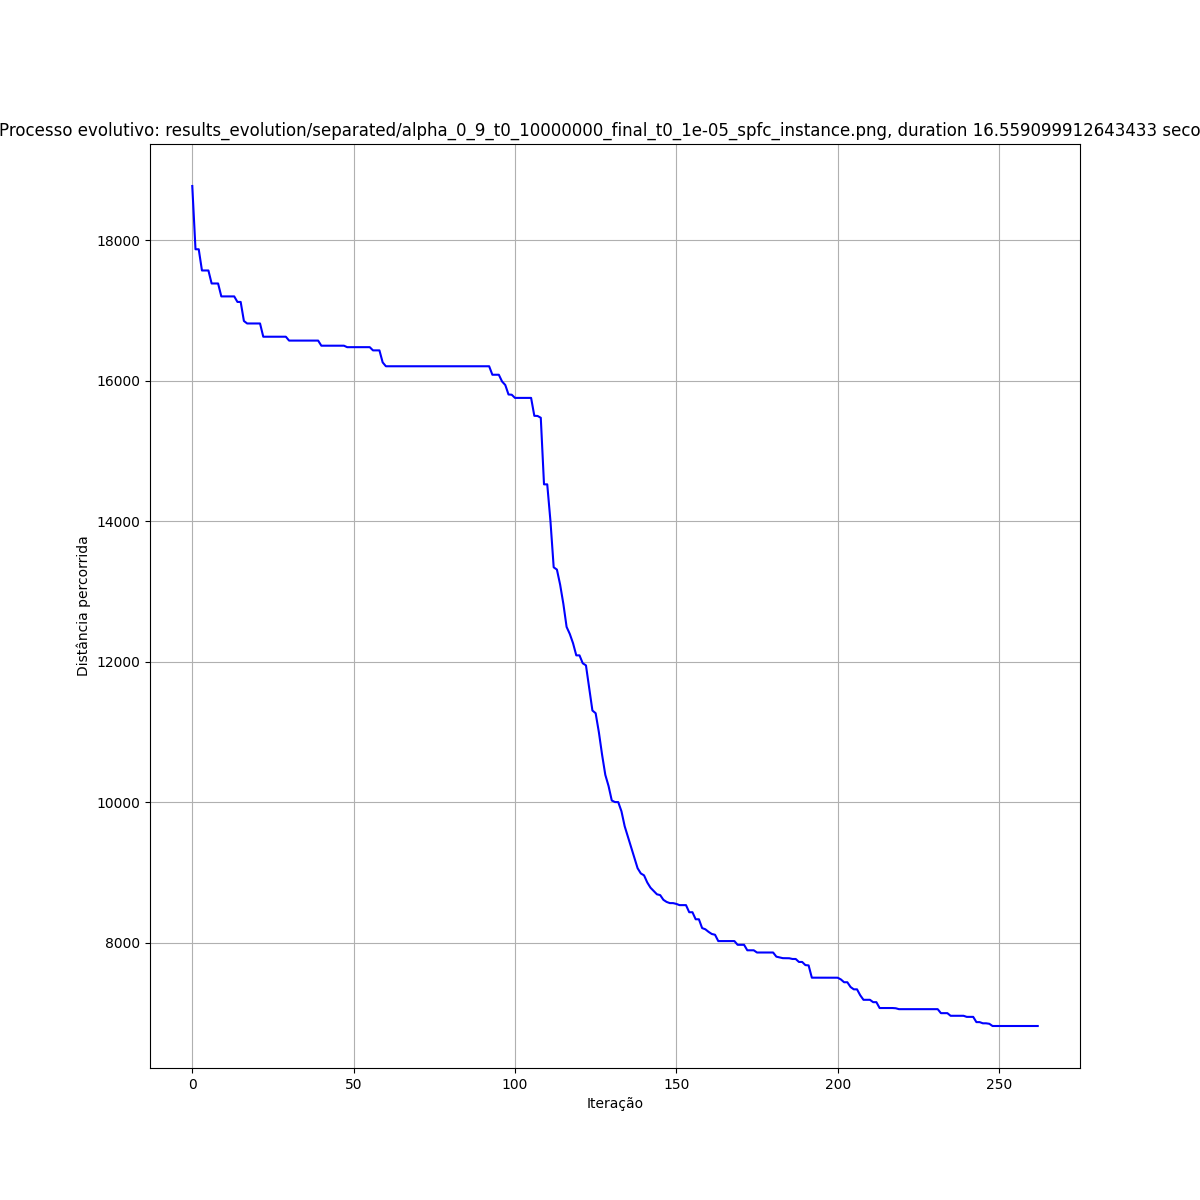 Processo evolutivo: results_evolution/separated/alpha_0_9_t0_10000000_final_t0_1e-05_spfc_instance.png, duration 16.559099912643433 seco
18000
16000
14000
12000
10000
8000
Distância percorrida
0 50 100 150 200 250
Iteração